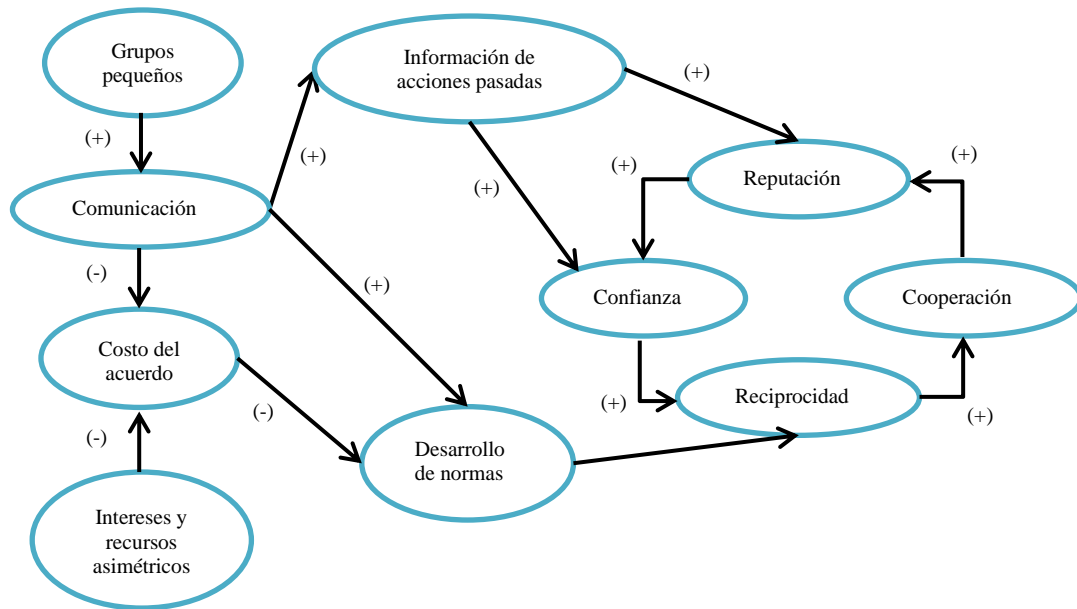 Grupos
pequeños
Información de
acciones pasadas
(+)
(+)
(+)
(+)
(+)
(+)
Comunicación
Reputación
(-)
(+)
Confianza
Cooperación
Costo del
acuerdo
(-)
(-)
(+)
Reciprocidad
(+)
Desarrollo
de normas
Intereses y
recursos
asimétricos